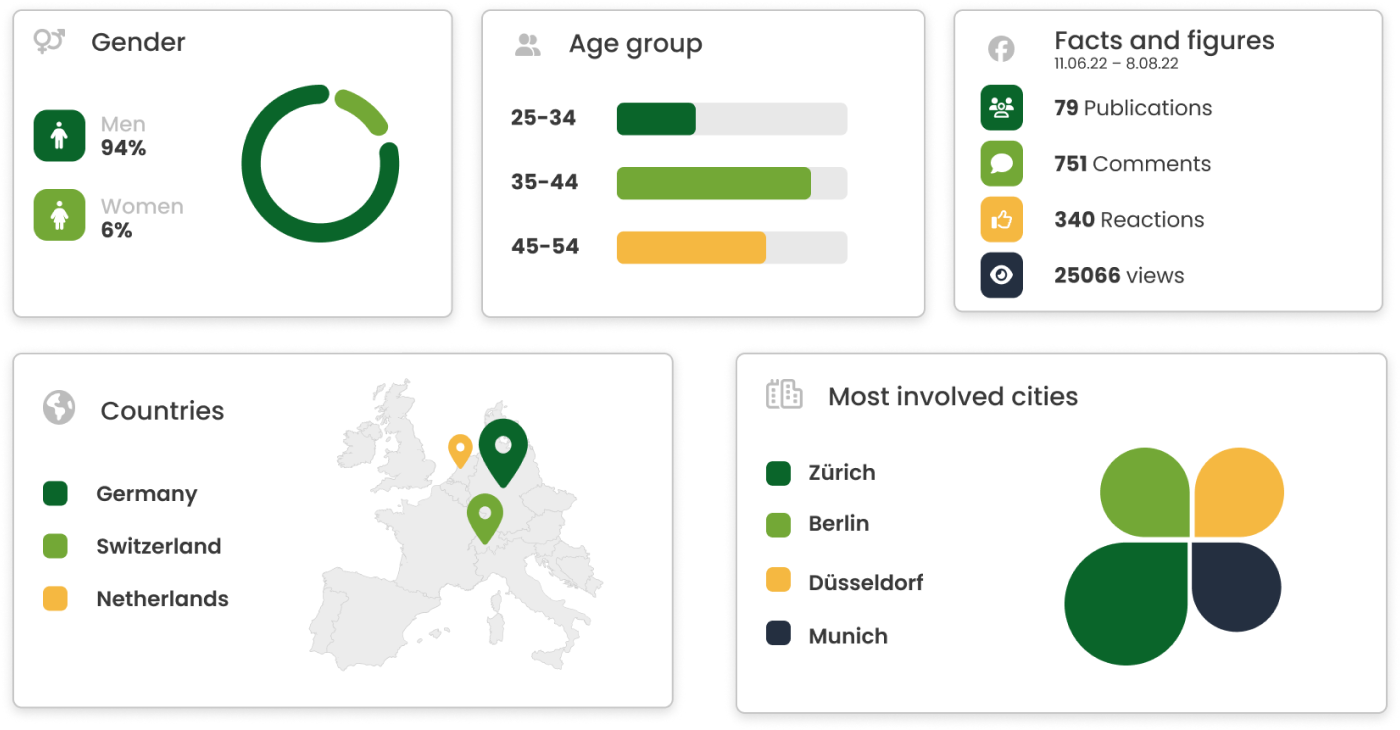 Gender
Men
94%
Women
6%
Age group
25-34
35-44
45-54
Facts and figures
11.06.22 – 8.08.22
79 Publications
751 Comments
340 Reactions
25066 views
Countries
Germany
Switzerland
Netherlands
Most involved cities
Zürich
Berlin
Düsseldorf
Munich